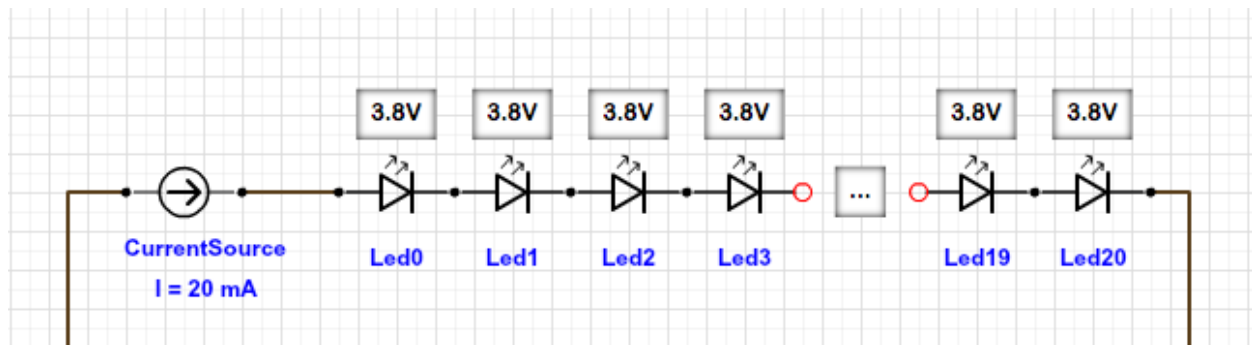 3.8V
3.8V
3.8V
3.8V
3.8V
3.8V
...
CurrentSource
I = 20 mA
Led0
Led1
Led2
Led3
Led19
Led20